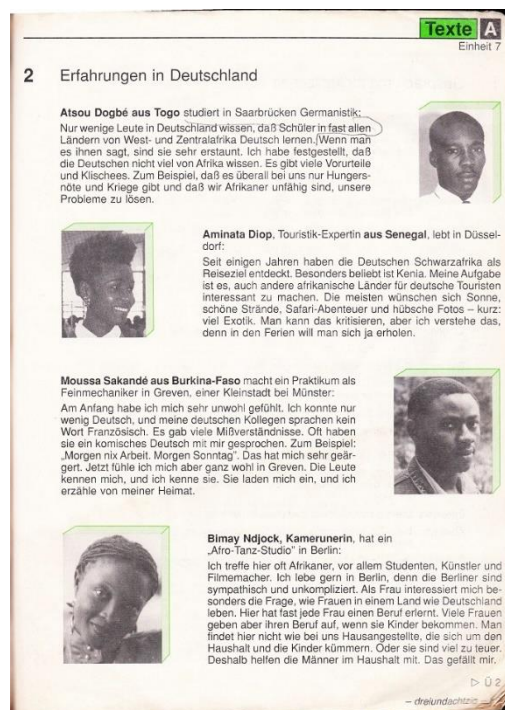 Texte A
Einheit 7
2 Erfahrungen in Deutschland
Atsou Dogbé aus Togo studiert in Saarbrücken Germanistik:
Nur wenige Leute in Deutschland wissen, daß Schüler in fast allen
Ländern von West- und Zentralafrika Deutsch lernen. Wenn man
es ihnen sagt, sind sie sehr erstaunt. Ich habe festgestellt, daß
die Deutschen nicht viel von Afrika wissen. Es gibt viele Vorurteile
und Klischees. Zum Beispiel, daß es überall bei uns nur Hungers-
nöte und Kriege gibt und daß wir Afrikaner unfähig sind, unsere
Probleme zu lösen.
Aminata Diop, Touristik-Expertin aus Senegal, lebt in Düssel-
dorf:
Seit einigen Jahren haben die Deutschen Schwarzafrika als
Reiseziel entdeckt. Besonders beliebt ist Kenia. Meine Aufgabe
ist es, auch andere afrikanische Länder für deutsche Touristen
interessant zu machen. Die meisten wünschen sich Sonne,
schöne Strände, Safari-Abenteuer und hübsche Fotos – kurz:
viel Exotik. Man kann das kritisieren, aber ich verstehe das,
denn in den Ferien will man sich ja erholen.
Moussa Sakandé aus Burkina-Faso macht ein Praktikum als
Feinmechaniker in Greven, einer Kleinstadt bei Münster:
Am Anfang habe ich mich sehr unwohl gefühlt. Ich konnte nur
wenig Deutsch, und meine deutschen Kollegen sprachen kein
Wort Französisch. Es gab viele Mißverständnisse. Oft haben
sie ein komisches Deutsch mit mir gesprochen. Zum Beispiel:
„Morgen nix Arbeit. Morgen Sonntag". Das hat mich sehr geär-
gert. Jetzt fühle ich mich aber ganz wohl in Greven. Die Leute
kennen mich, und ich kenne sie. Sie laden mich ein, und ich
erzähle von meiner Heimat.
Bimay Ndjock, Kamerunerin, hat ein
„Afro-Tanz-Studio" in Berlin:
Ich treffe hier oft Afrikaner, vor allem Studenten, Künstler und
Filmemacher. Ich lebe gern in Berlin, denn die Berliner sind
sympathisch und unkompliziert. Als Frau interessiert mich be-
sonders die Frage, wie Frauen in einem Land wie Deutschland
leben. Hier hat fast jede Frau einen Beruf erlernt. Viele Frauen
geben aber ihren Beruf auf, wenn sie Kinder bekommen. Man
findet hier nicht wie bei uns Hausangestellte, die sich um den
Haushalt und die Kinder kümmern. Oder sie sind viel zu teuer.
Deshalb helfen die Männer im Haushalt mit. Das gefällt mir.
▷ Ü 2
– dreiundachtzig